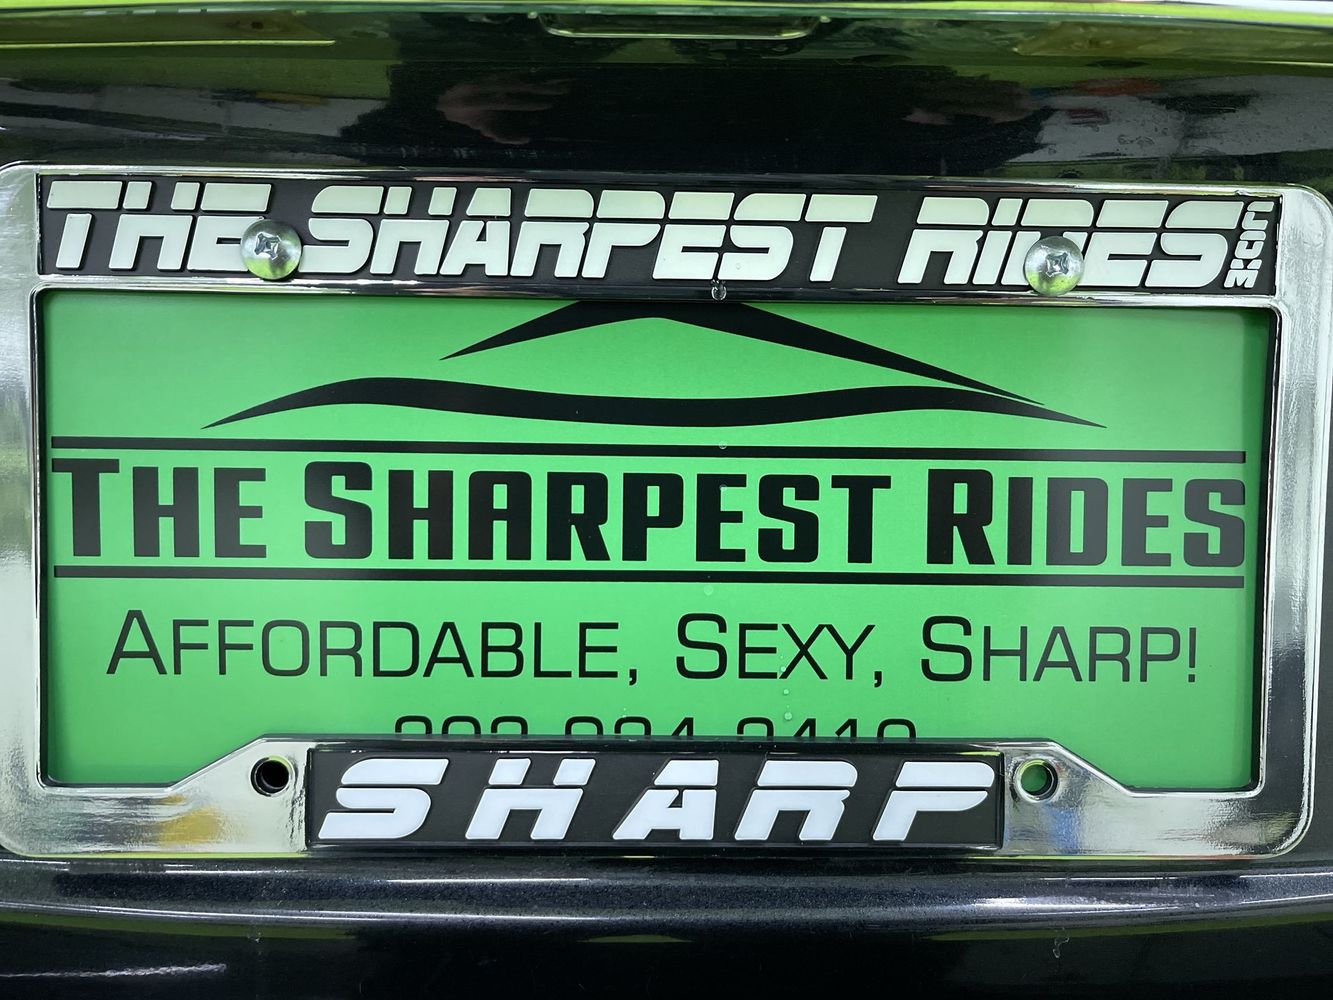 THE SHARPEST RIDES
.com
THE SHARPEST RIDES
AFFORDABLE, SEXY, SHARP!
SHARP